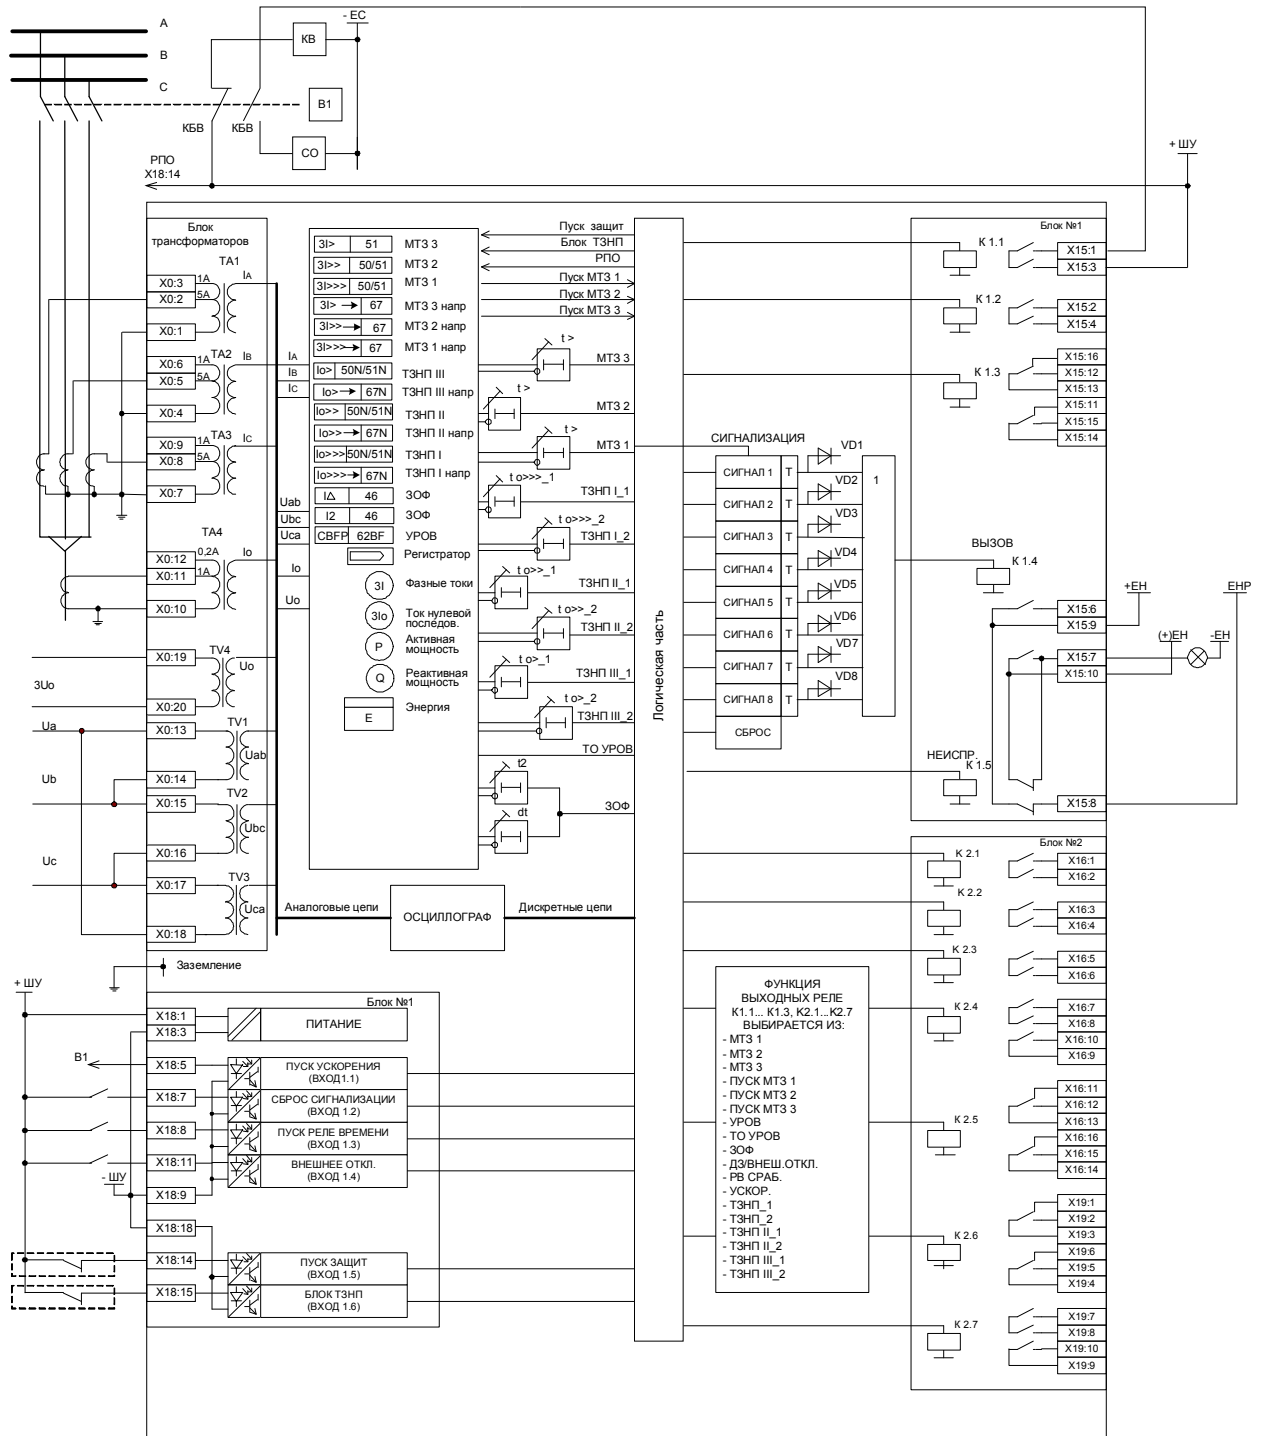 A
B
C
- ЕС
КВ
В1
КБВ
КБВ
СО
РПО
X18:14
+ ШУ
Блок
трансформаторов
TA1
X0:3
1A
IA
X0:2
5A
X0:1
TA2
X0:6
1A
IB
X0:5
5A
X0:4
TA3
X0:9
1A
IC
X0:8
5A
X0:7
TA4
X0:12
0,2A
Io
X0:11
1A
X0:10
X0:19
TV4
Uo
3Uo
X0:20
Ua
X0:13
TV1
Uab
Ub
X0:14
X0:15
TV2
Ubc
Uc
X0:16
X0:17
TV3
Uca
X0:18
IA
IB
IC
Uab
Ubc
Uca
Io
Uo
3I> 51 МТЗ 3
3I>> 50/51 МТЗ 2
3I>>> 50/51 МТЗ 1
3I> 67 МТЗ 3 напр
3I>> 67 МТЗ 2 напр
3I>>> 67 МТЗ 1 напр
Io> 50N/51N ТЗНП III
Io> 67N ТЗНП III напр
Io>> 50N/51N ТЗНП II
Io>> 67N ТЗНП II напр
Io>>> 50N/51N ТЗНП I
Io>>> 67N ТЗНП I напр
I∆ 46 ЗОФ
I2 46 ЗОФ
CBFP 62BF УРОВ
Регистратор
3I Фазные токи
3Io Ток нулевой
последов.
P Активная
мощность
Q Реактивная
мощность
E Энергия
Пуск защит
Блок ТЗНП
РПО
Пуск МТЗ 1
Пуск МТЗ 2
Пуск МТЗ 3
t >
МТЗ 3
t >
МТЗ 2
t >
МТЗ 1
t o>>>_1
ТЗНП I_1
t o>>>_2
ТЗНП I_2
t o>>_1
ТЗНП II_1
t o>>_2
ТЗНП II_2
t o>_1
ТЗНП III_1
t o>_2
ТЗНП III_2
ТО УРОВ
t2
ЗОФ
dt
Аналоговые цепи
ОСЦИЛЛОГРАФ
Дискретные цепи
Логическая часть
СИГНАЛИЗАЦИЯ
СИГНАЛ 1 Т VD1
СИГНАЛ 2 Т VD2
СИГНАЛ 3 Т VD3
СИГНАЛ 4 Т VD4
СИГНАЛ 5 Т VD5
СИГНАЛ 6 Т VD6
СИГНАЛ 7 Т VD7
СИГНАЛ 8 Т VD8
СБРОС
1
Блок №1
К 1.1
X15:1
X15:3
К 1.2
X15:2
X15:4
К 1.3
X15:16
X15:12
X15:13
X15:11
X15:15
X15:14
ВЫЗОВ
К 1.4
X15:6
X15:9
X15:7
X15:10
+ЕН
(+)ЕН
-ЕН
ЕНР
НЕИСПР.
К 1.5
X15:8
Блок №2
К 2.1
X16:1
X16:2
К 2.2
X16:3
X16:4
К 2.3
X16:5
X16:6
К 2.4
X16:7
X16:8
X16:10
X16:9
К 2.5
X16:11
X16:12
X16:13
X16:16
X16:15
X16:14
К 2.6
X19:1
X19:2
X19:3
X19:6
X19:5
X19:4
К 2.7
X19:7
X19:8
X19:10
X19:9
ФУНКЦИЯ
ВЫХОДНЫХ РЕЛЕ
К1.1... К1.3, К2.1...К2.7
ВЫБИРАЕТСЯ ИЗ:
- МТЗ 1
- МТЗ 2
- МТЗ 3
- ПУСК МТЗ 1
- ПУСК МТЗ 2
- ПУСК МТЗ 3
- УРОВ
- ТО УРОВ
- ЗОФ
- ДЗ/ВНЕШ.ОТКЛ.
- РВ СРАБ.
- УСКОР.
- ТЗНП_1
- ТЗНП_2
- ТЗНП II_1
- ТЗНП II_2
- ТЗНП III_1
- ТЗНП III_2
Заземление
+ ШУ
Блок №1
X18:1
X18:3
ПИТАНИЕ
В1
X18:5
ПУСК УСКОРЕНИЯ
(ВХОД1.1)
X18:7
СБРОС СИГНАЛИЗАЦИИ
(ВХОД 1.2)
X18:8
ПУСК РЕЛЕ ВРЕМЕНИ
(ВХОД 1.3)
X18:11
ВНЕШНЕЕ ОТКЛ.
(ВХОД 1.4)
- ШУ
X18:9
X18:18
X18:14
ПУСК ЗАЩИТ
(ВХОД 1.5)
X18:15
БЛОК ТЗНП
(ВХОД 1.6)